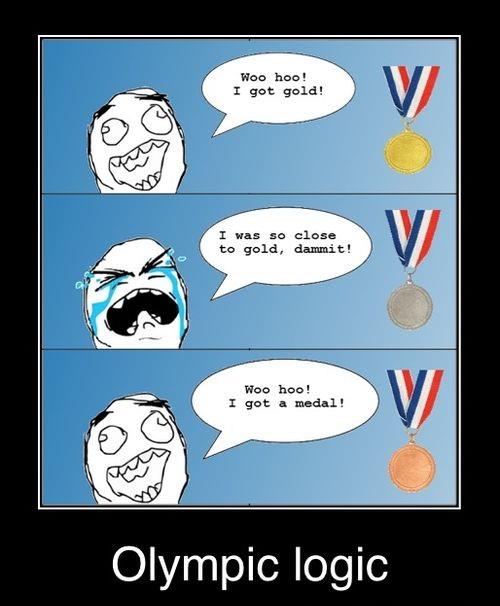 Woo hoo!
I got gold!
I was so close
to gold, dammit!
Woo hoo!
I got a medal!
Olympic logic